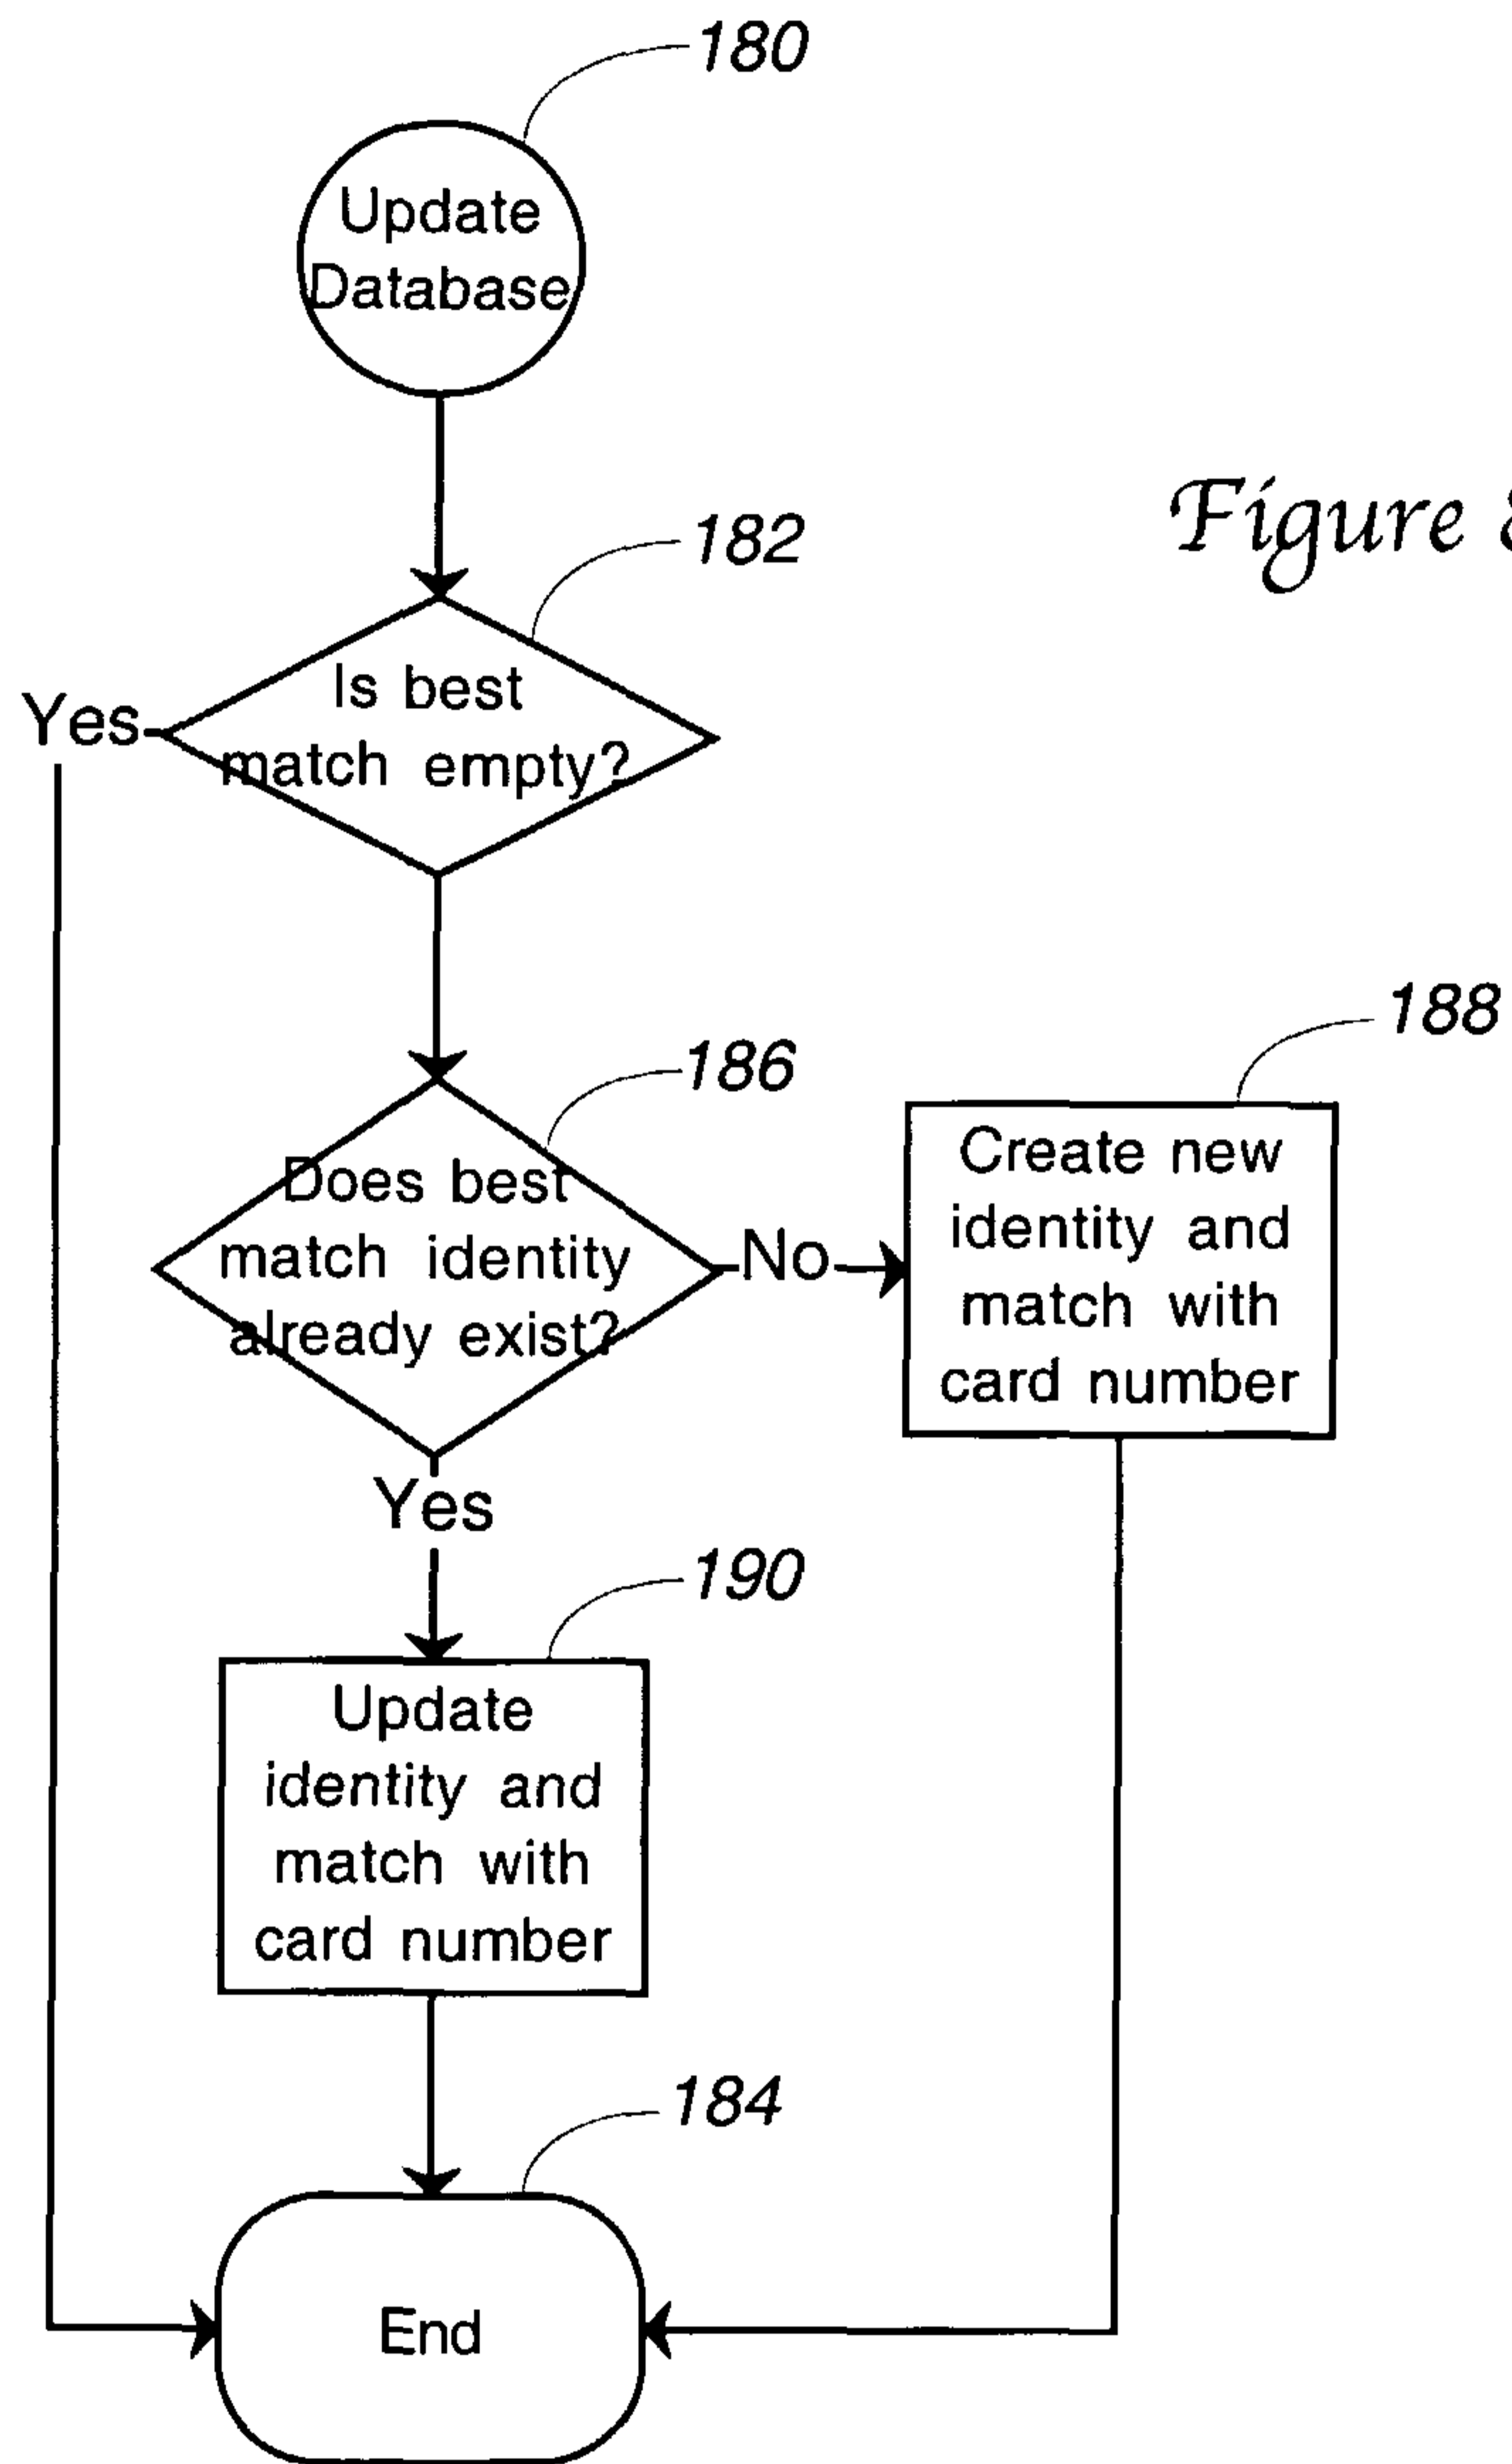 180
Update
Database
182
Figure 8
Is best
match empty?
Yes
188
186
Does best
match identity
already exist?
No
Create new
identity and
match with
card number
Yes
190
Update
identity and
match with
card number
184
End